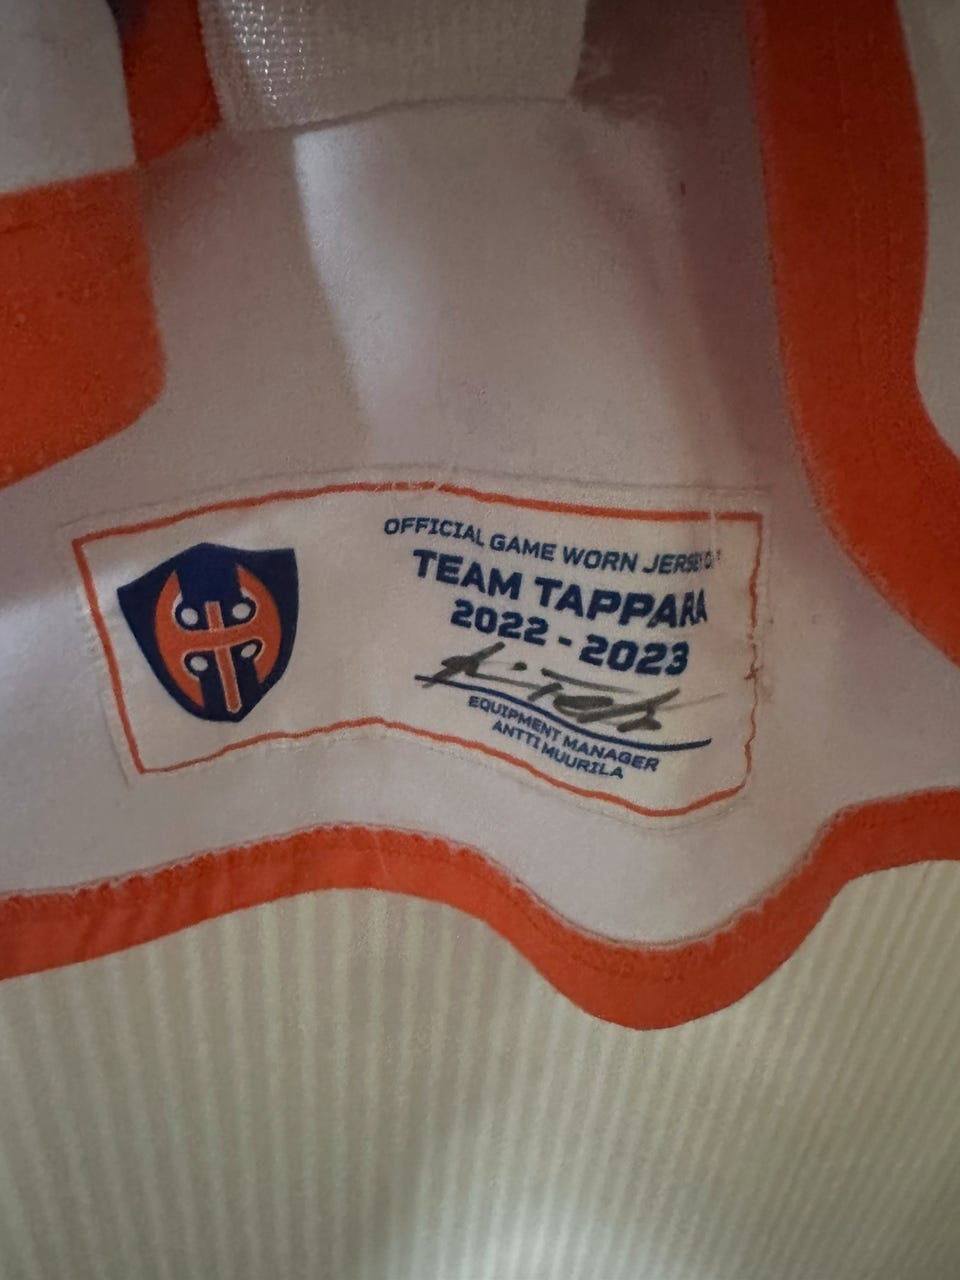 OFFICIAL GAME WORN JERSEY OF
TEAM TAPPARA
2022 - 2023
EQUIPMENT MANAGER
ANTTI MUURILA